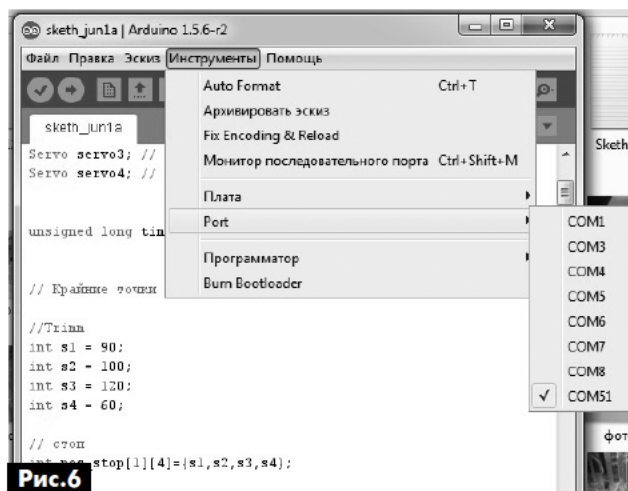 sketh_jun1a | Arduino 1.5.6-r2
Файл Правка Эскиз Инструменты Помощь
Auto Format Ctrl+T
Архивировать эскиз
Fix Encoding & Reload
Монитор последовательного порта Ctrl+Shift+M
Плата
Port
Программатор
Burn Bootloader
COM1
COM3
COM4
COM5
COM6
COM7
COM8
COM51
sketh_jun1a
Servo servo3; //
Servo servo4; //
unsigned long tin
// Крайние точки
//Trimm
int s1 = 90;
int s2 = 100;
int s3 = 120;
int s4 = 60;
// стоп
stop[1][4]={s1,s2,s3,s4};
Sketh
фот
Рис.6